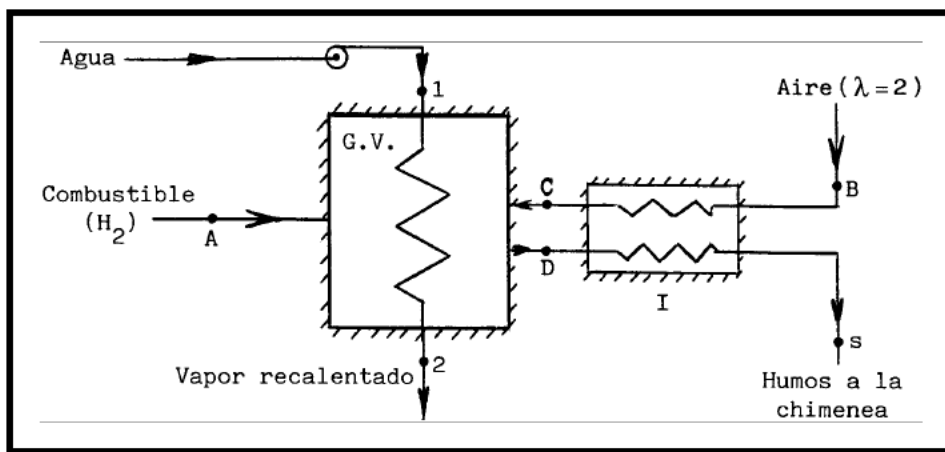 Agua
1
Aire (λ=2)
G.V.
Combustible
(H₂)
A
C
B
D
I
s
2
Vapor recalentado
Humos a la
chimenea